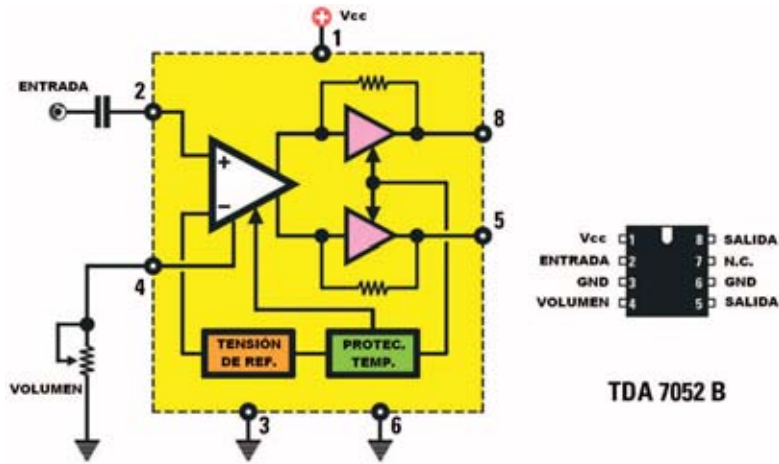 Vcc
1
ENTRADA
2
8
+
−
5
4
TENSIÓN
DE REF.
PROTEC.
TEMP.
VOLUMEN
3
6
Vcc 1 8 SALIDA
ENTRADA 2 7 N.C.
GND 3 6 GND
VOLUMEN 4 5 SALIDA
TDA 7052 B